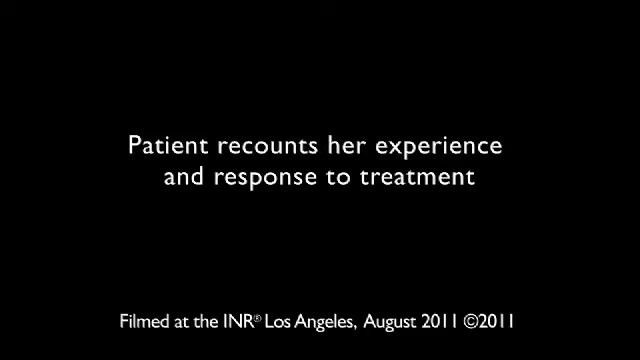 Patient recounts her experience
and response to treatment
Filmed at the INR® Los Angeles, August 2011 ©2011